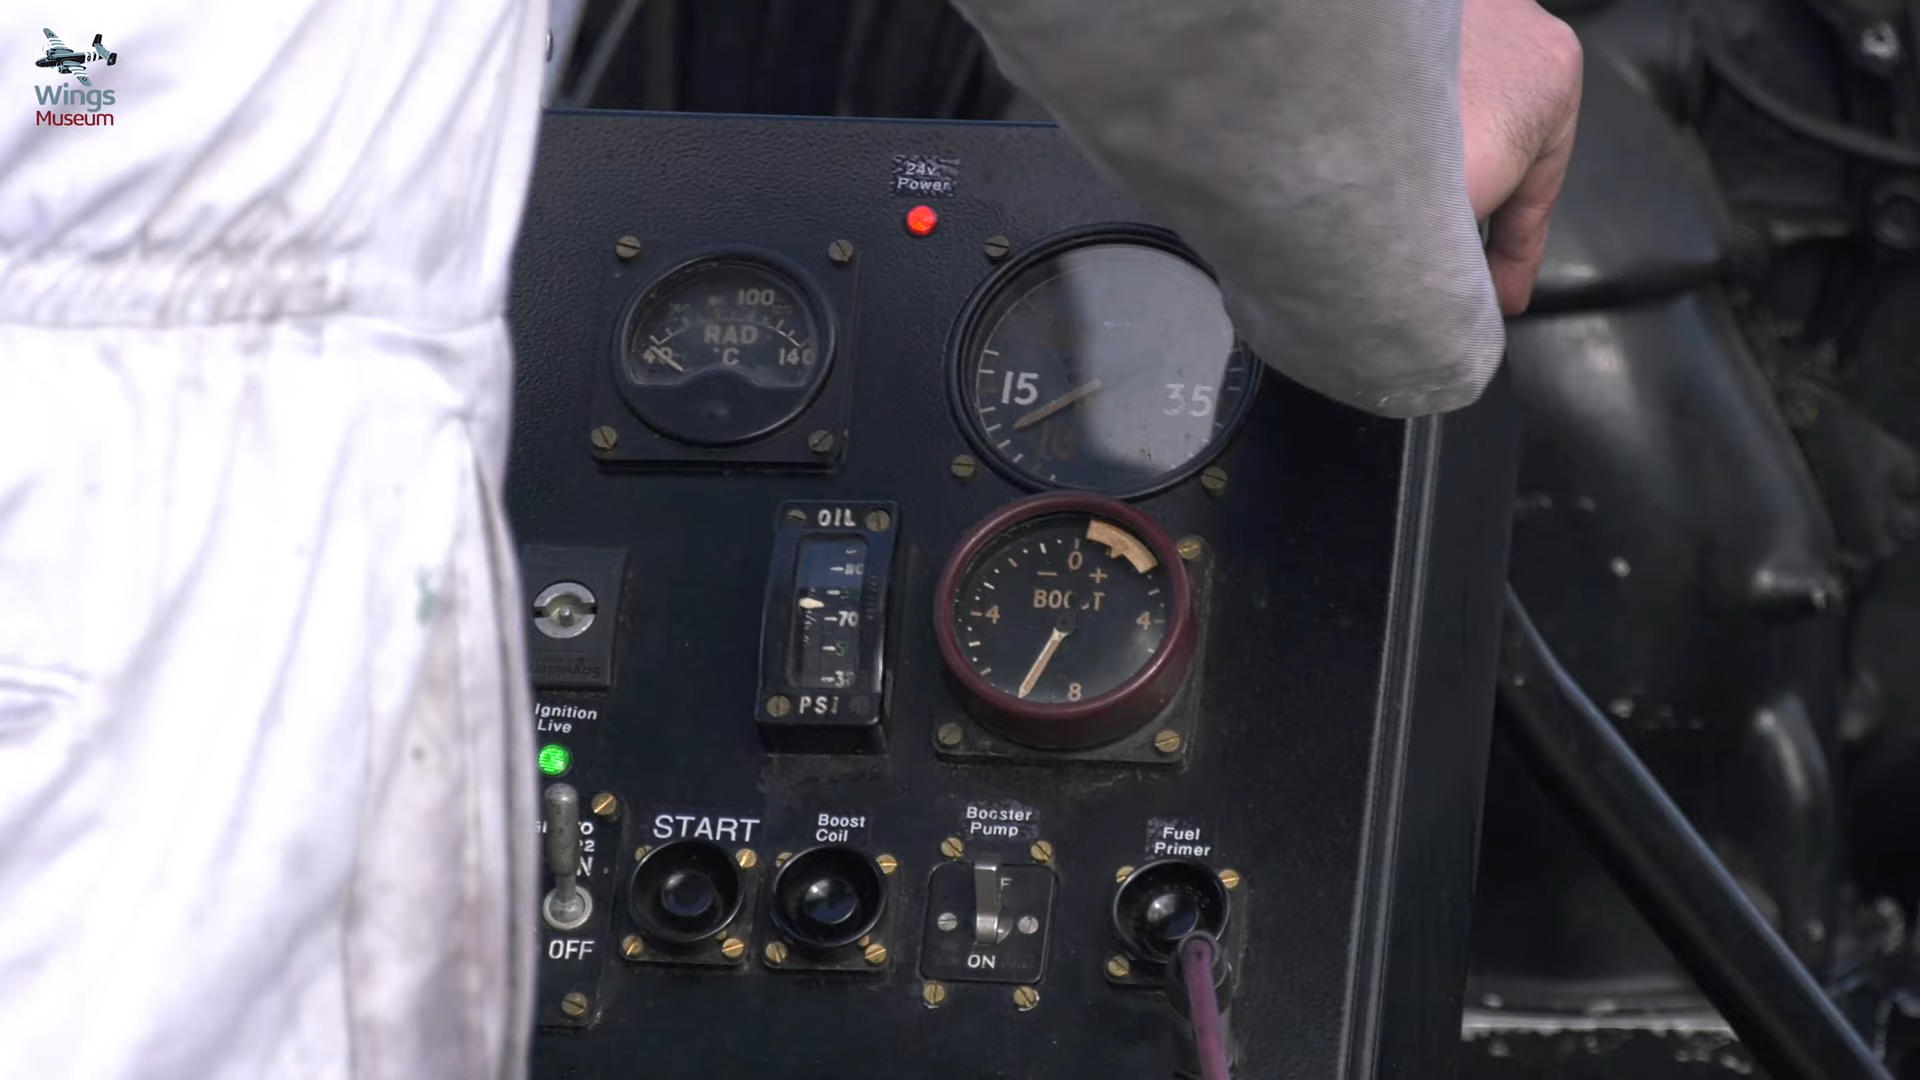 Wings
Museum
24v
Power
100
RAD
°C
40
140
15
35
OIL
70
PSI
0
- +
BOOST
4
4
8
Ignition
Live
OFF
START
Boost
Coil
Booster
Pump
ON
Fuel
Primer